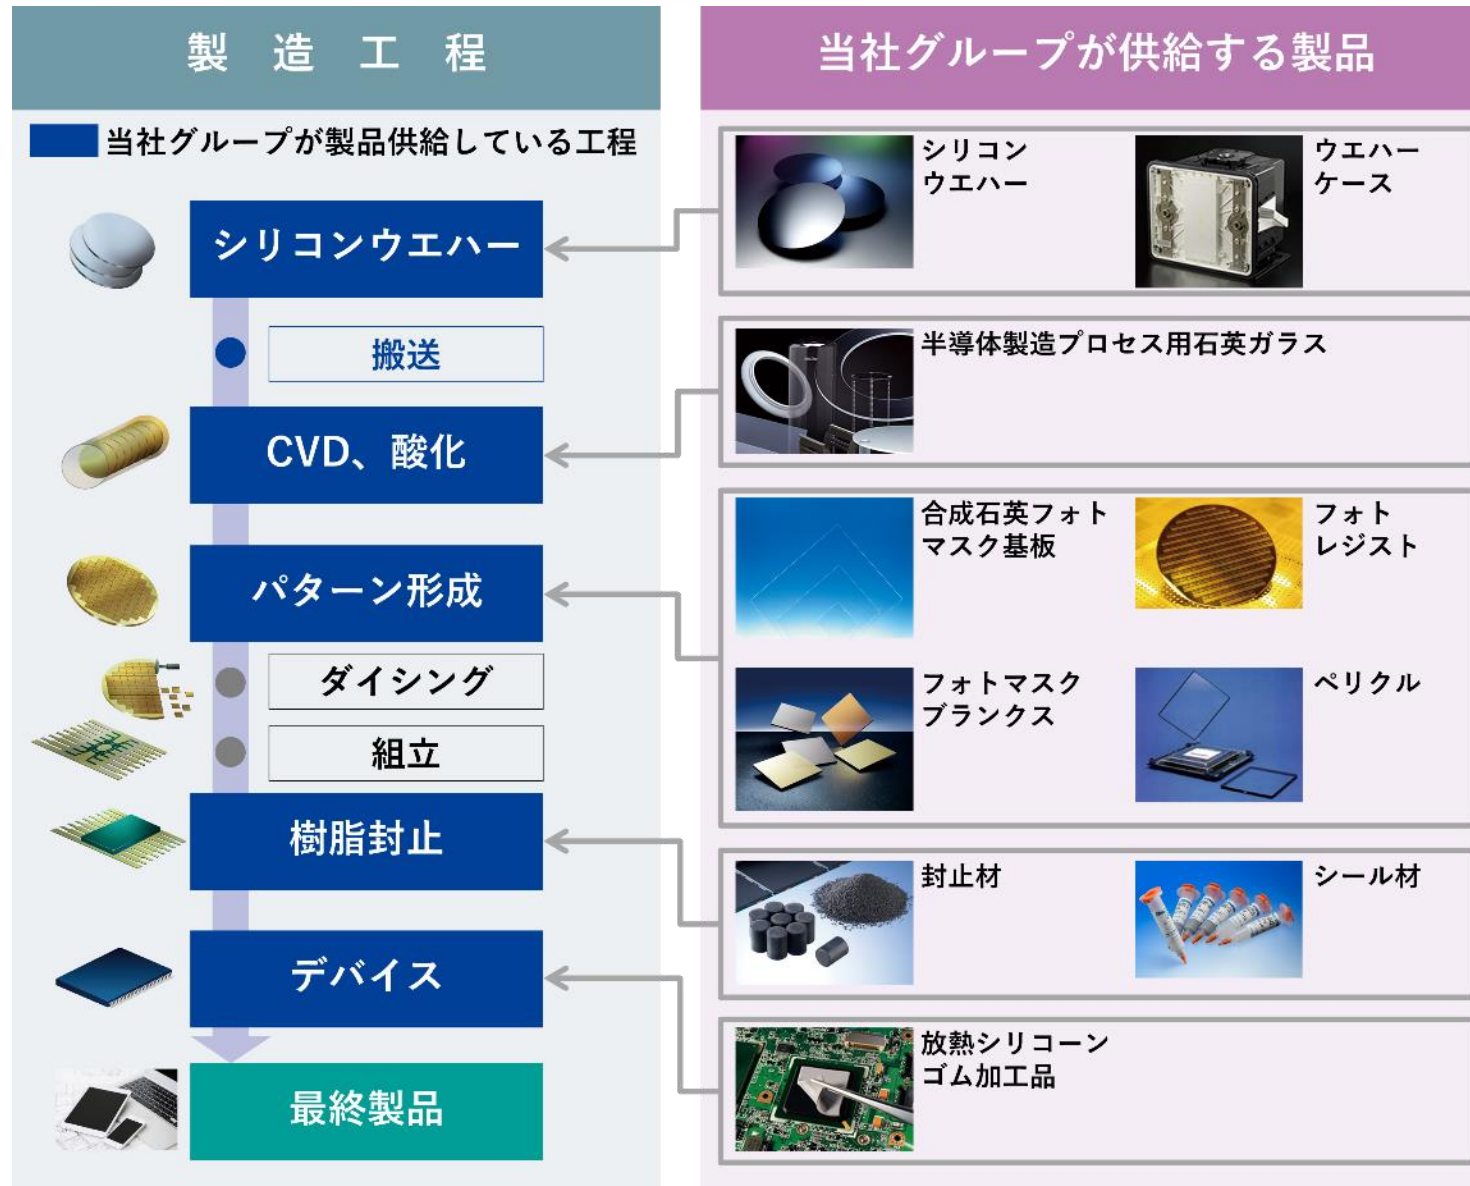 製造工程
当社グループが製品供給している工程
シリコンウエハー
搬送
CVD、酸化
パターン形成
ダイシング
組立
樹脂封止
デバイス
最終製品
当社グループが供給する製品
シリコン
ウエハー
ウエハー
ケース
半導体製造プロセス用石英ガラス
合成石英フォト
マスク基板
フォト
レジスト
フォトマスク
ブランクス
ペリクル
封止材
シール材
放熱シリコーン
ゴム加工品